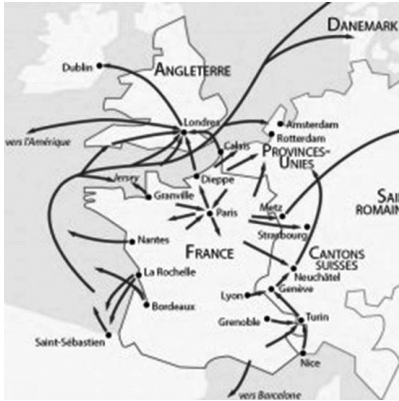 DANEMARK
Dublin
ANGLETERRE
Londres
Amsterdam
Rotterdam
vers l'Amérique
Calais
PROVINCES-
UNIES
Jersey
Dieppe
Granville
Metz
SAI
ROMAIN
Paris
Strasbourg
Nantes
FRANCE
CANTONS
SUISSES
La Rochelle
Neuchâtel
Genève
Lyon
Bordeaux
Grenoble
Turin
Saint-Sébastien
Nice
vers Barcelone